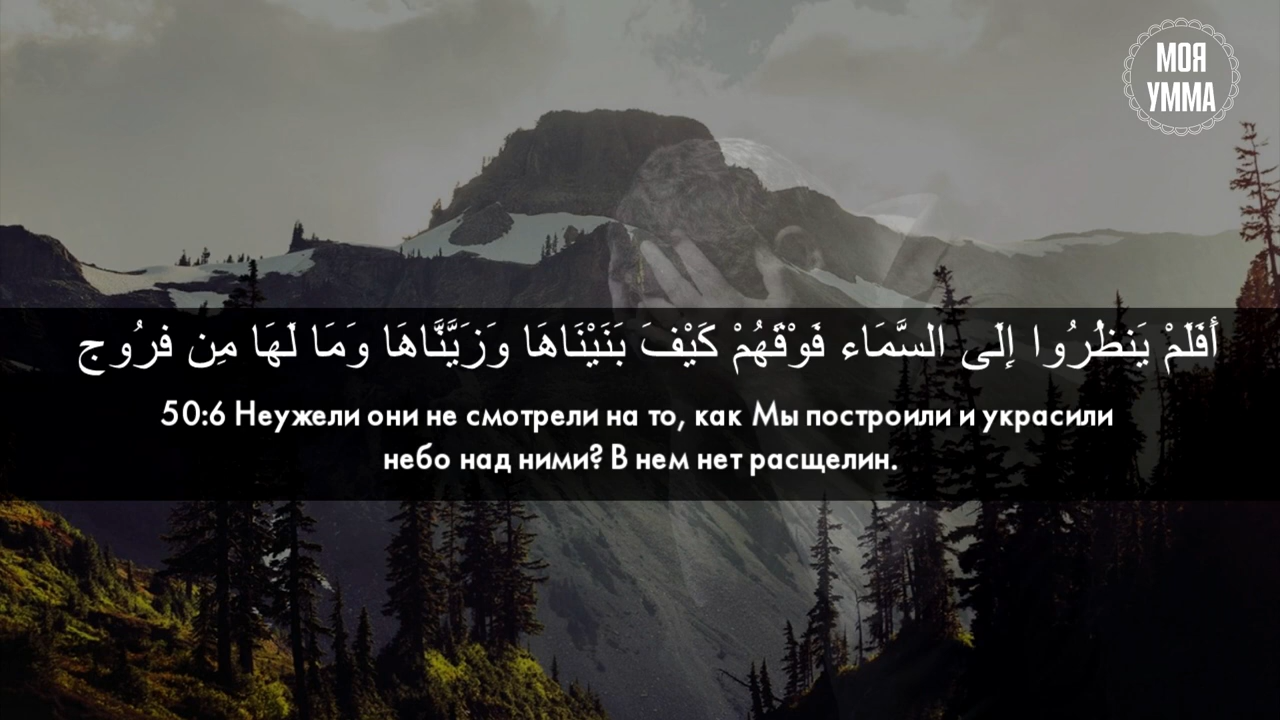 МОЯ
УММА
أَفَلَمْ يَنظُرُوا إِلَى السَّمَاء فَوْقَهُمْ كَيْفَ بَنَيْنَاهَا وَزَيَّنَّاهَا وَمَا لَهَا مِن فُرُوج
50:6 Неужели они не смотрели на то, как Мы построили и украсили
небо над ними? В нем нет расщелин.